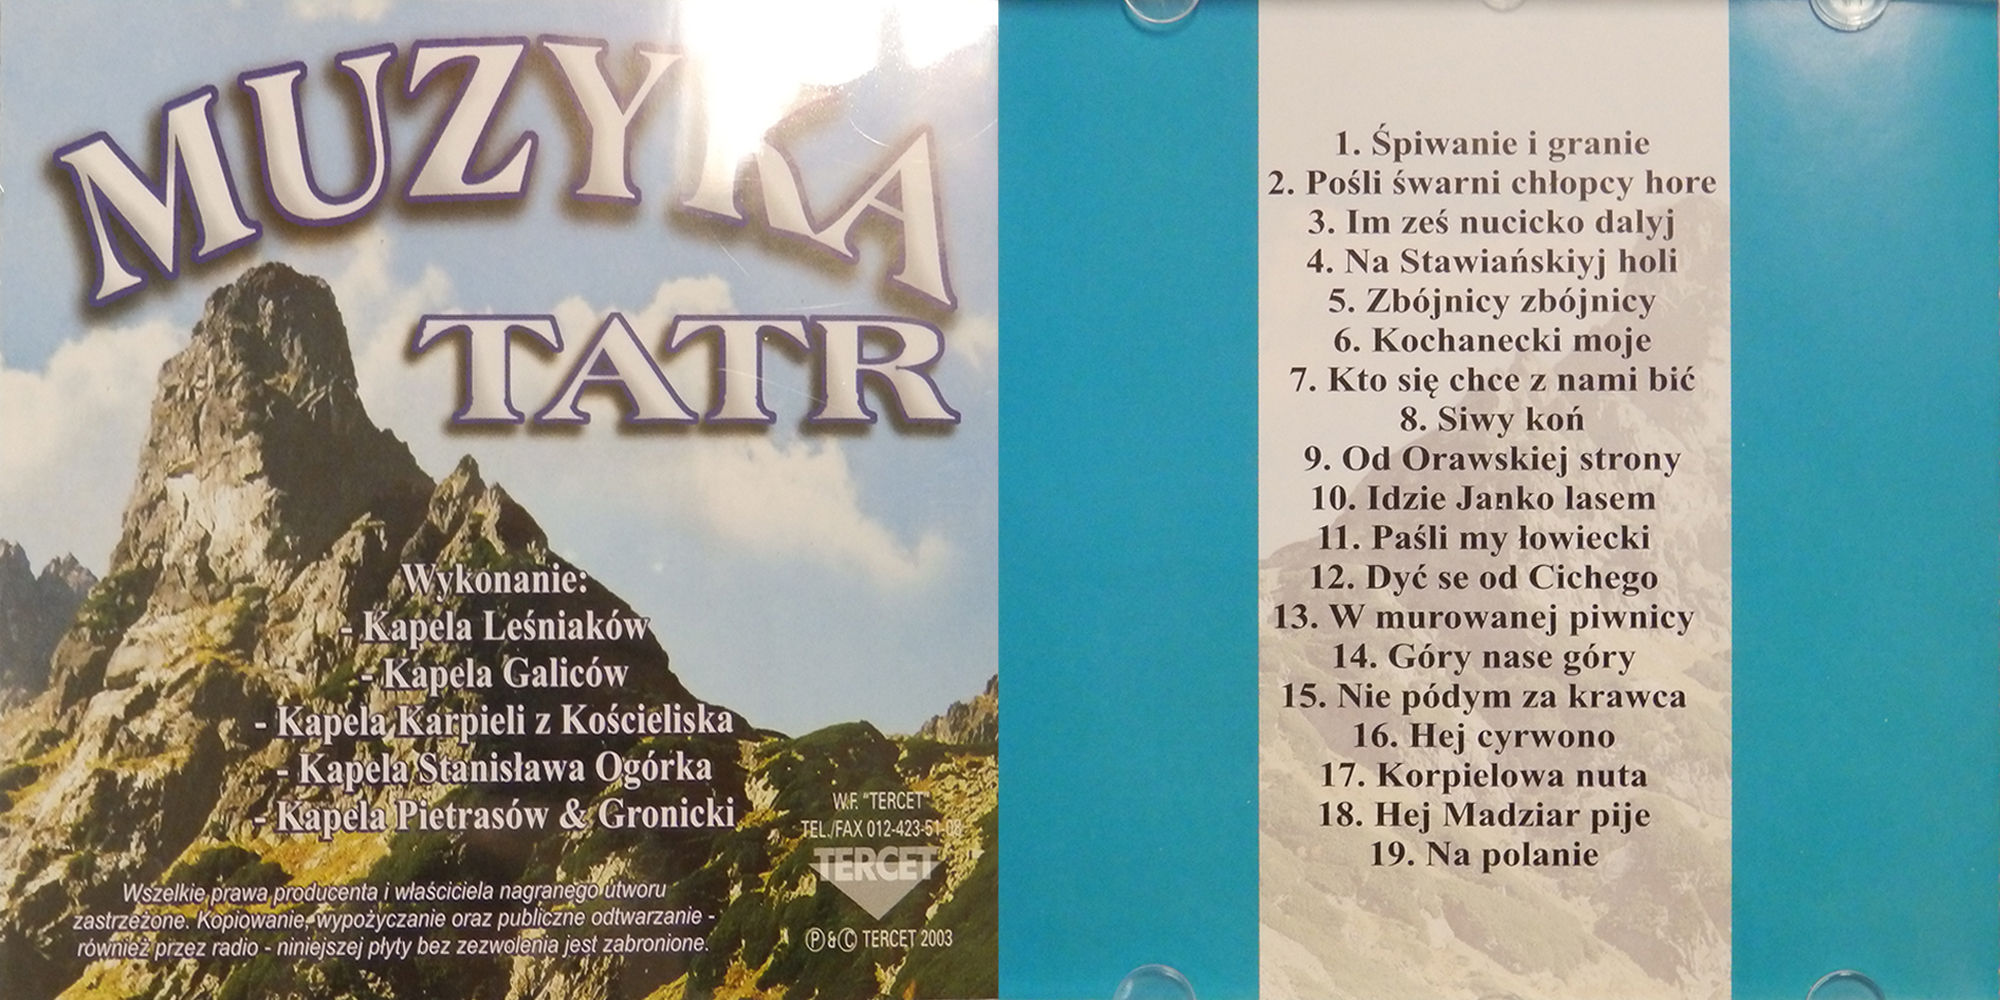 MUZYKA
TATR
Wykonanie:
- Kapela Leśniaków
- Kapela Galiców
- Kapela Karpieli z Kościeliska
- Kapela Stanisława Ogórka
- Kapela Pietrasów & Gronicki
W.F. "TERCET"
TEL./FAX 012-423-51-08
TERCET
Ⓟ&Ⓒ TERCET 2003
Wszelkie prawa producenta i właściciela nagranego utworu
zastrzeżone. Kopiowanie, wypożyczanie oraz publiczne odtwarzanie -
również przez radio - niniejszej płyty bez zezwolenia jest zabronione.
1. Śpiwanie i granie
2. Pośli śwarni chłopcy hore
3. Imześ nucicko dalyj
4. Na Stawiańskiyj holi
5. Zbójnicy zbójnicy
6. Kochanecki moje
7. Kto się chce z nami bić
8. Siwy koń
9. Od Orawskiej strony
10. Idzie Janko lasem
11. Paśli my łowiecki
12. Dyć se od Cichego
13. W murowanej piwnicy
14. Góry nase góry
15. Nie pódym za krawca
16. Hej cyrwono
17. Korpielowa nuta
18. Hej Madziar pije
19. Na polanie